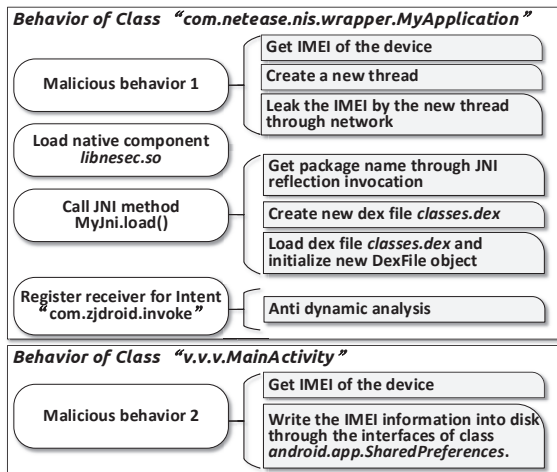 Behavior of Class “com.netease.nis.wrapper.MyApplication”
Malicious behavior 1
Get IMEI of the device
Create a new thread
Leak the IMEI by the new thread
through network
Load native component
libnesec.so
Call JNI method
MyJni.load()
Get package name through JNI
reflection invocation
Create new dex file classes.dex
Load dex file classes.dex and
initialize new DexFile object
Register receiver for Intent
“com.zjdroid.invoke”
Anti dynamic analysis
Behavior of Class “v.v.v.MainActivity”
Malicious behavior 2
Get IMEI of the device
Write the IMEI information into disk
through the interfaces of class
android.app.SharedPreferences.